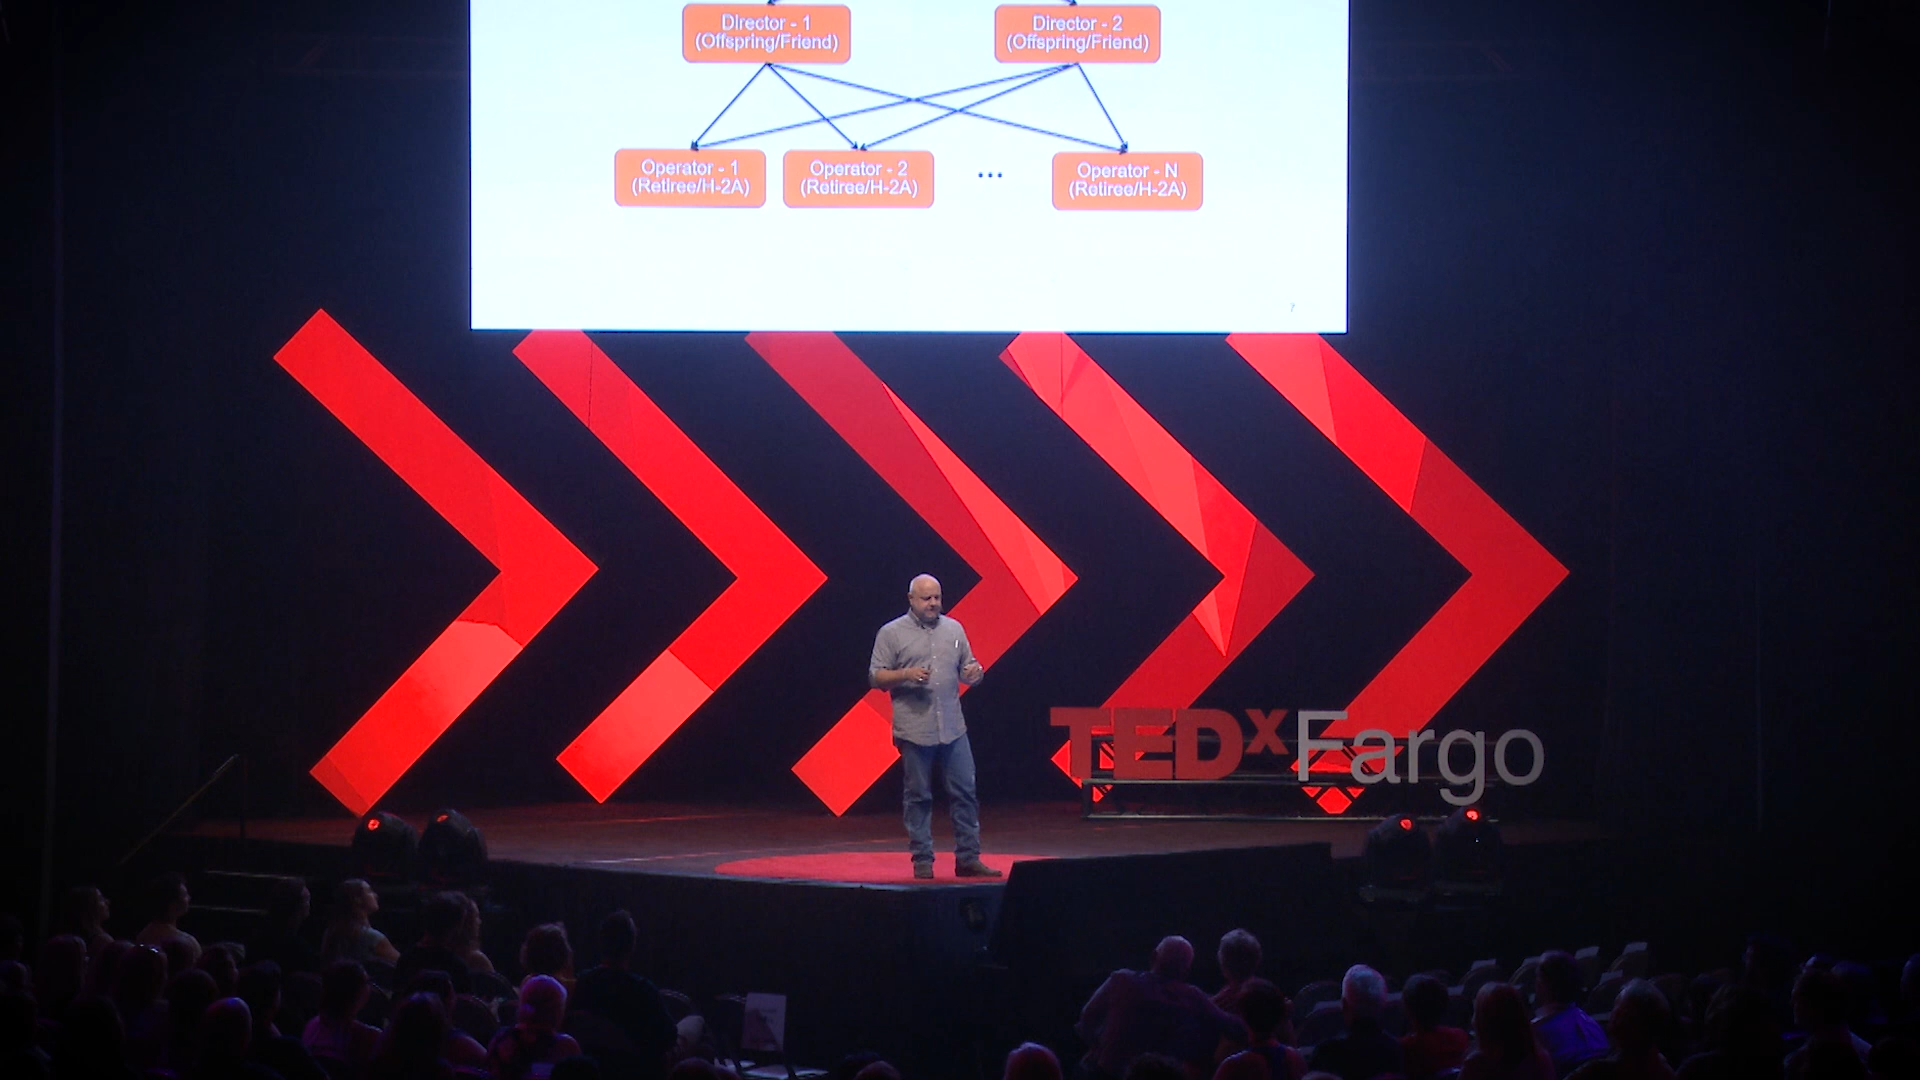 Director - 1
(Offspring/Friend)
Director - 2
(Offspring/Friend)
Operator - 1
(Retiree/H-2A)
Operator - 2
(Retiree/H-2A)
...
Operator - N
(Retiree/H-2A)
7
TEDxFargo